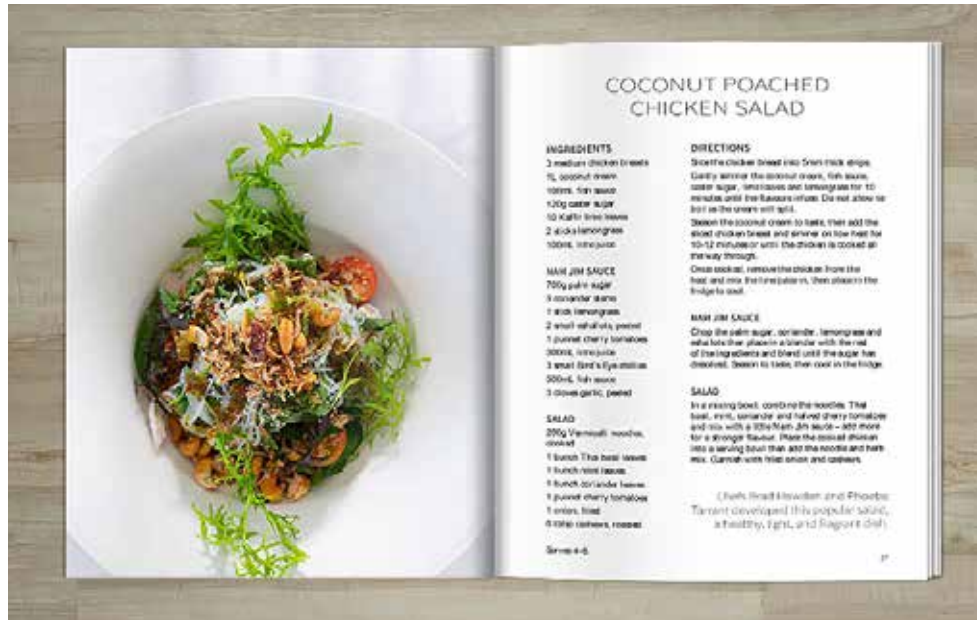 COCONUT POACHED
CHICKEN SALAD
INGREDIENTS
3 medium chicken breasts
1L coconut cream
100mL fish sauce
120g caster sugar
10 Kaffir lime leaves
2 sticks lemongrass
100mL lime juice
NAM JIM SAUCE
700g palm sugar
5 coriander stems
1 stick lemongrass
2 small eshallots, peeled
1 punnet cherry tomatoes
300mL lime juice
3 small Bird's Eye chillies
500mL fish sauce
3 cloves garlic, peeled
SALAD
200g Vermicelli noodles,
cooked
1 bunch Thai basil leaves
1 bunch mint leaves
1 bunch coriander leaves
1 punnet cherry tomatoes
1 onion, fried
6 tbsp cashews, roasted
Serves 4-6
DIRECTIONS
Slice the chicken breast into 5mm thick strips.
Gently simmer the coconut cream, fish sauce,
caster sugar, lime leaves and lemongrass for 10
minutes until the flavours infuse. Do not allow to
boil as the cream will split.
Season the coconut cream to taste, then add the
sliced chicken breast and simmer on low heat for
10-12 minutes or until the chicken is cooked all
the way through.
Once cooked, remove the chicken from the
heat and mix the lime juice in, then place in the
fridge to cool.
NAM JIM SAUCE
Chop the palm sugar, coriander, lemongrass and
eshallots then place in a blender with the rest
of the ingredients and blend until the sugar has
dissolved. Season to taste, then cool in the fridge.
SALAD
In a mixing bowl, combine the noodles, Thai
basil, mint, coriander and halved cherry tomatoes
and mix with a little Nam Jim sauce – add more
for a stronger flavour. Place the cooked chicken
into a serving bowl then add the noodle and herb
mix. Garnish with fried onion and cashews.
Chefs Brad Howden and Phoebe
Tarrant developed this popular salad,
a healthy, light, and fragrant dish.